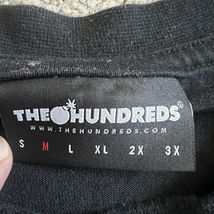 THE HUNDREDS
WWW.THEHUNDREDS.COM
S M L XL 2X 3X